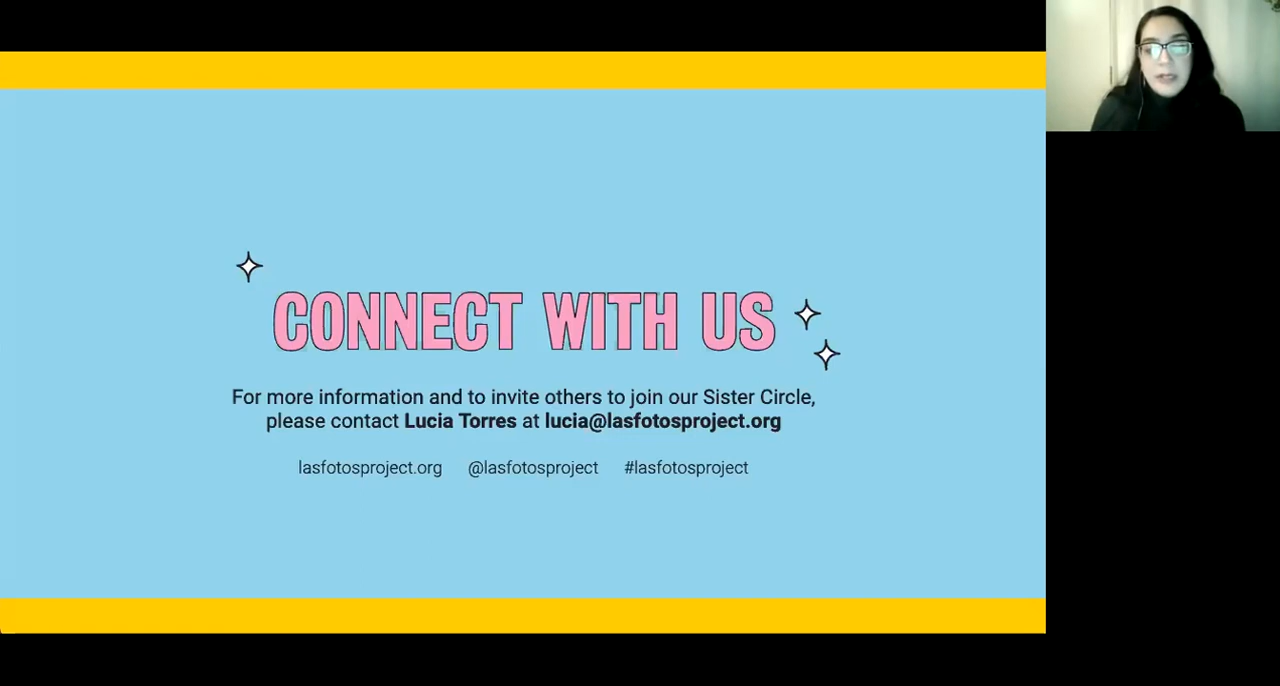 CONNECT WITH US
For more information and to invite others to join our Sister Circle,
please contact Lucia Torres at lucia@lasfotosproject.org
lasfotosproject.org @lasfotosproject #lasfotosproject